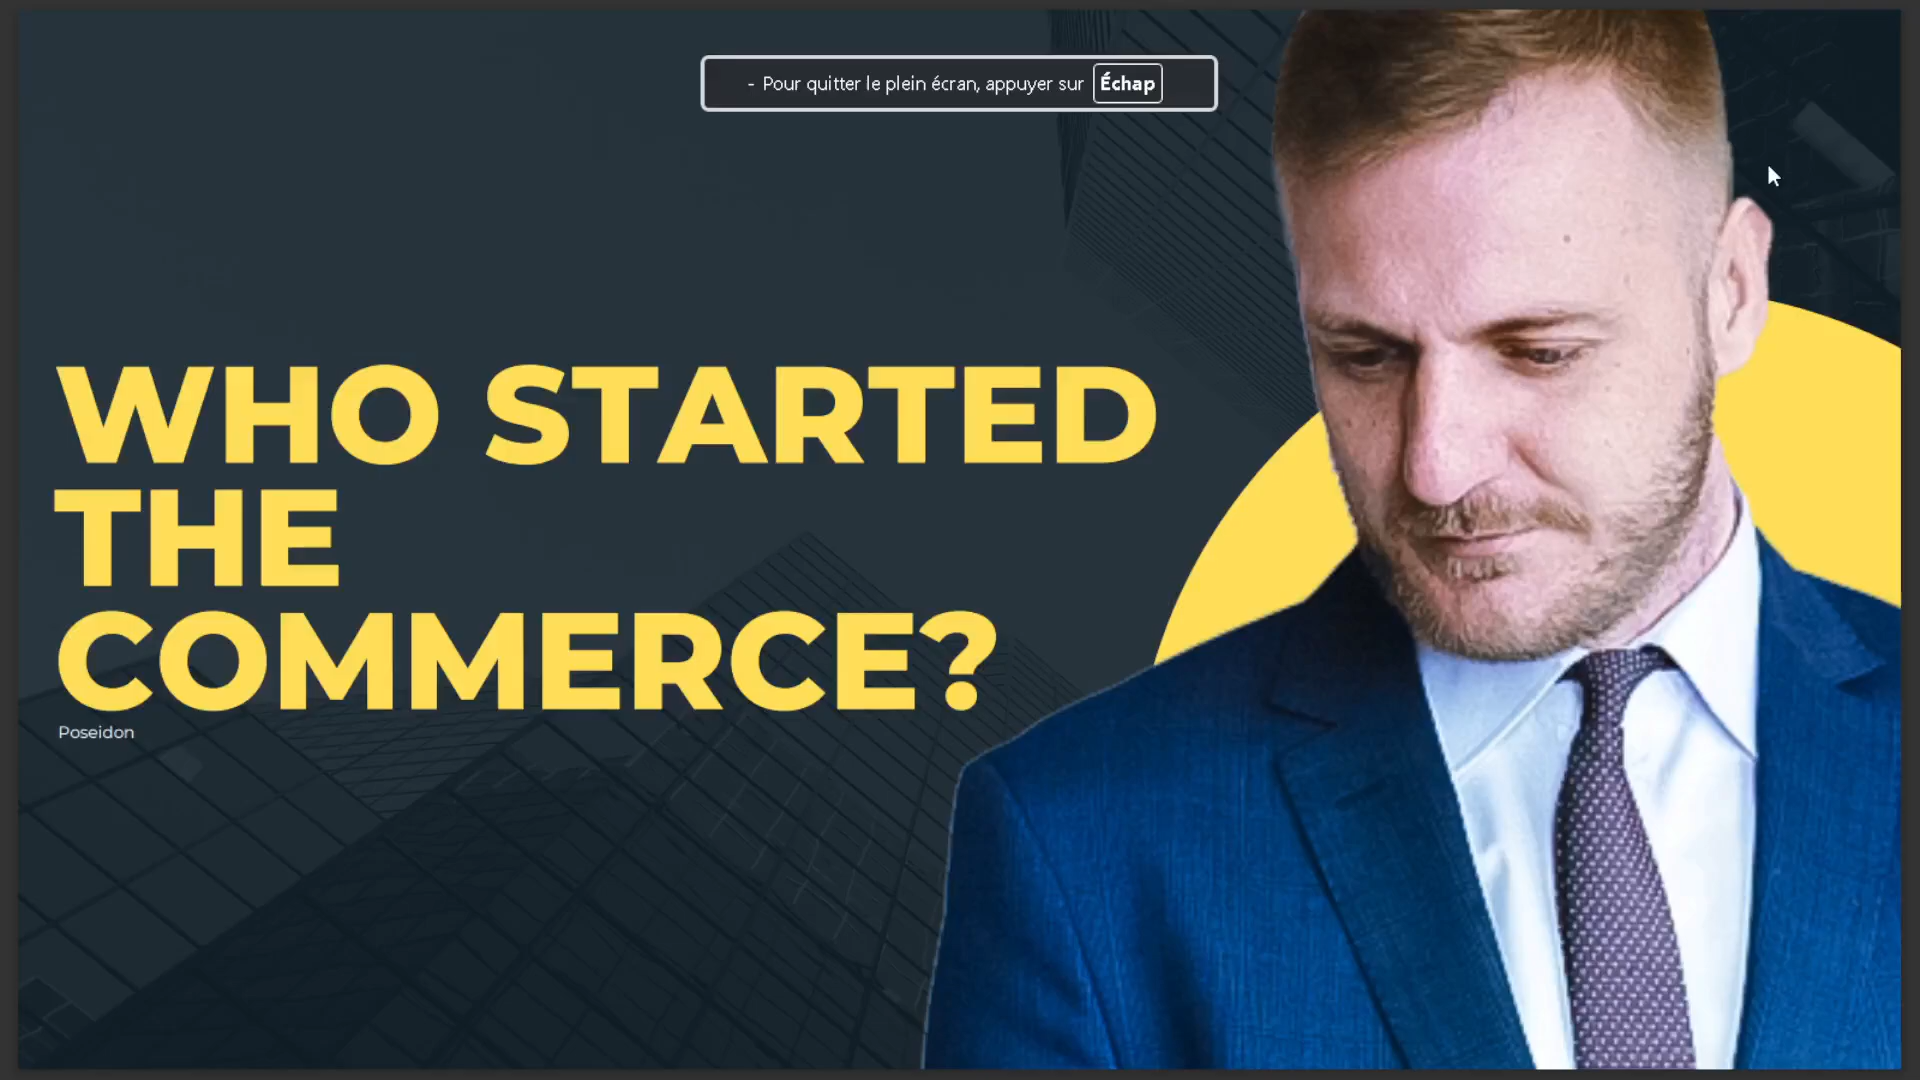 - Pour quitter le plein écran, appuyer sur Échap
WHO STARTED
THE
COMMERCE?
Poseidon